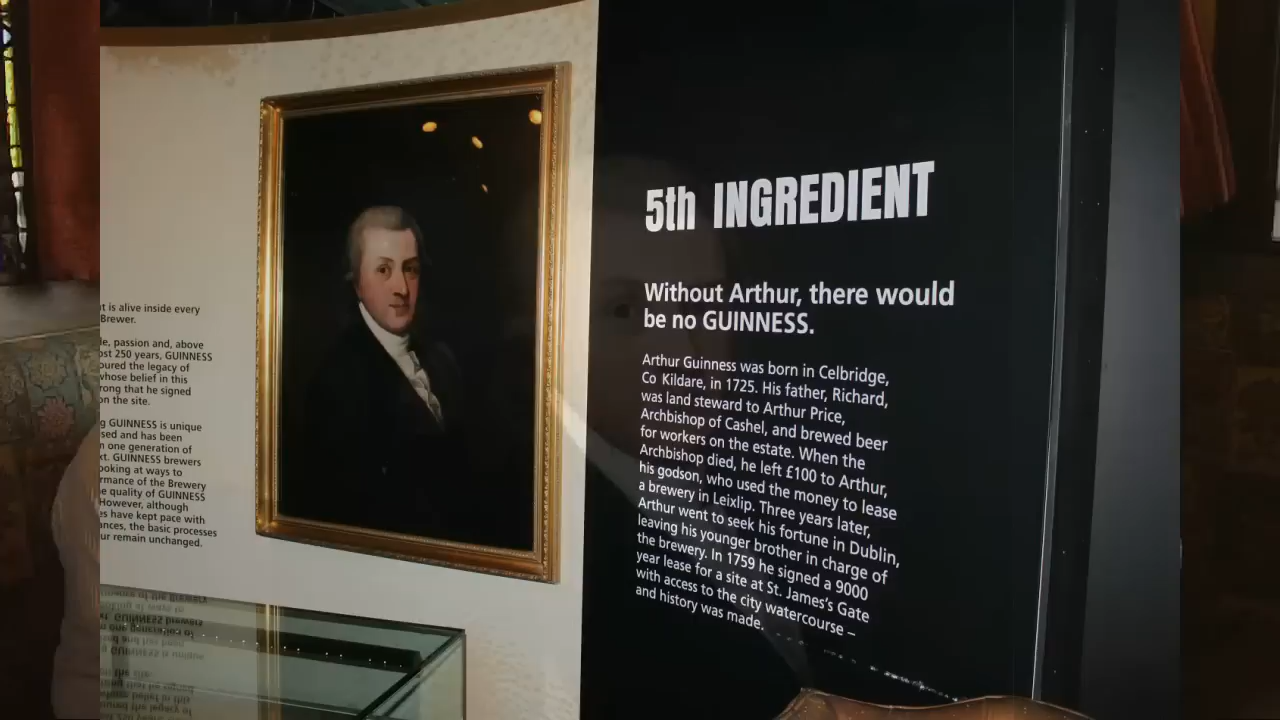 t is alive inside every
Brewer.
le, passion and, above
ost 250 years, GUINNESS
oured the legacy of
whose belief in this
rong that he signed
on the site.
g GUINNESS is unique
sed and has been
n one generation of
xt. GUINNESS brewers
ooking at ways to
rmance of the Brewery
e quality of GUINNESS
However, although
es have kept pace with
ances, the basic processes
ur remain unchanged.
5th INGREDIENT
Without Arthur, there would
be no GUINNESS.
Arthur Guinness was born in Celbridge,
Co Kildare, in 1725. His father, Richard,
was land steward to Arthur Price,
Archbishop of Cashel, and brewed beer
for workers on the estate. When the
Archbishop died, he left £100 to Arthur,
his godson, who used the money to lease
a brewery in Leixlip. Three years later,
Arthur went to seek his fortune in Dublin,
leaving his younger brother in charge of
the brewery. In 1759 he signed a 9000
year lease for a site at St. James's Gate
with access to the city watercourse –
and history was made.